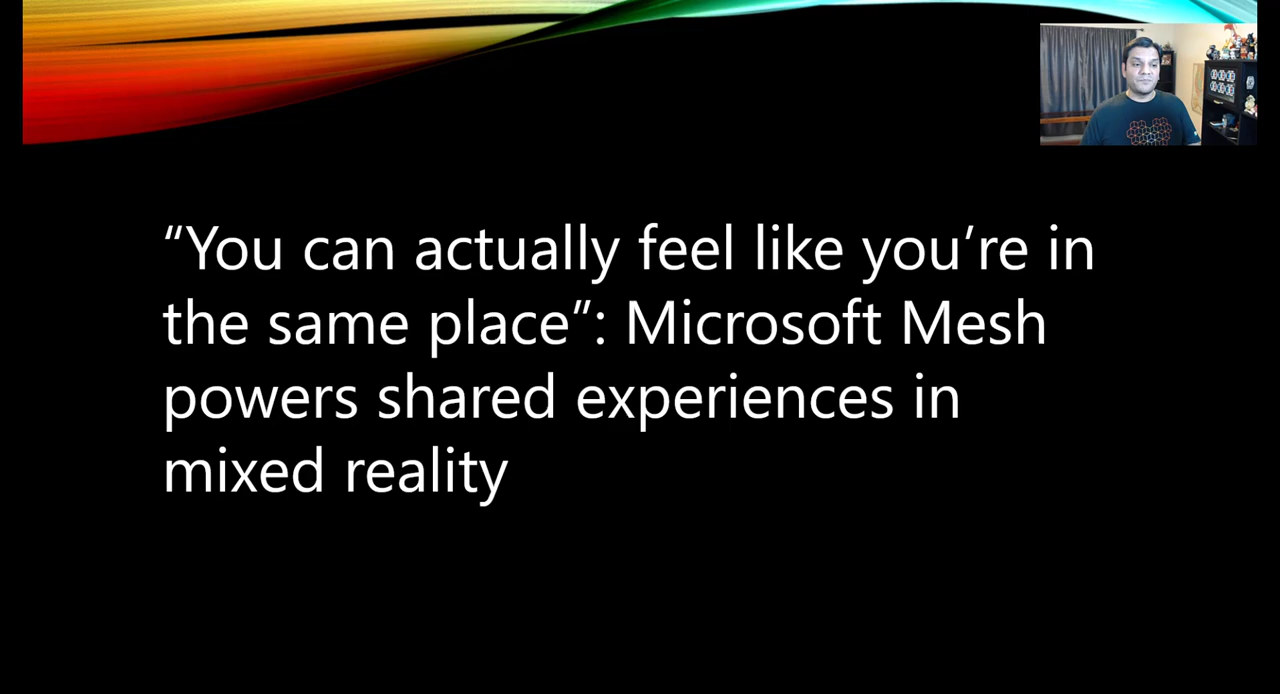 “You can actually feel like you’re in
the same place”: Microsoft Mesh
powers shared experiences in
mixed reality